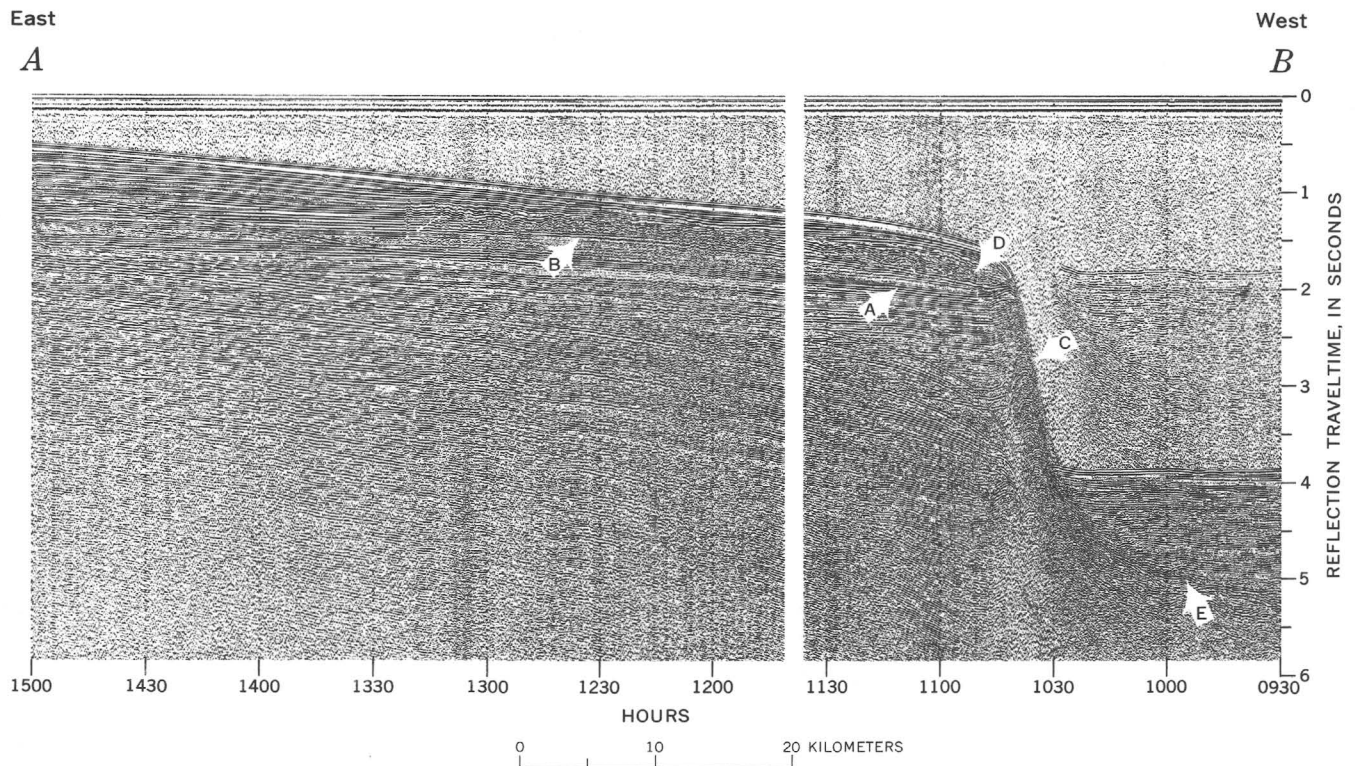 East
West
A
B
0
1
2
3
4
5
6
REFLECTION TRAVELTIME, IN SECONDS
D
B
A
C
E
1500 1430 1400 1330 1300 1230 1200 1130 1100 1030 1000 0930
HOURS
0 10 20 KILOMETERS